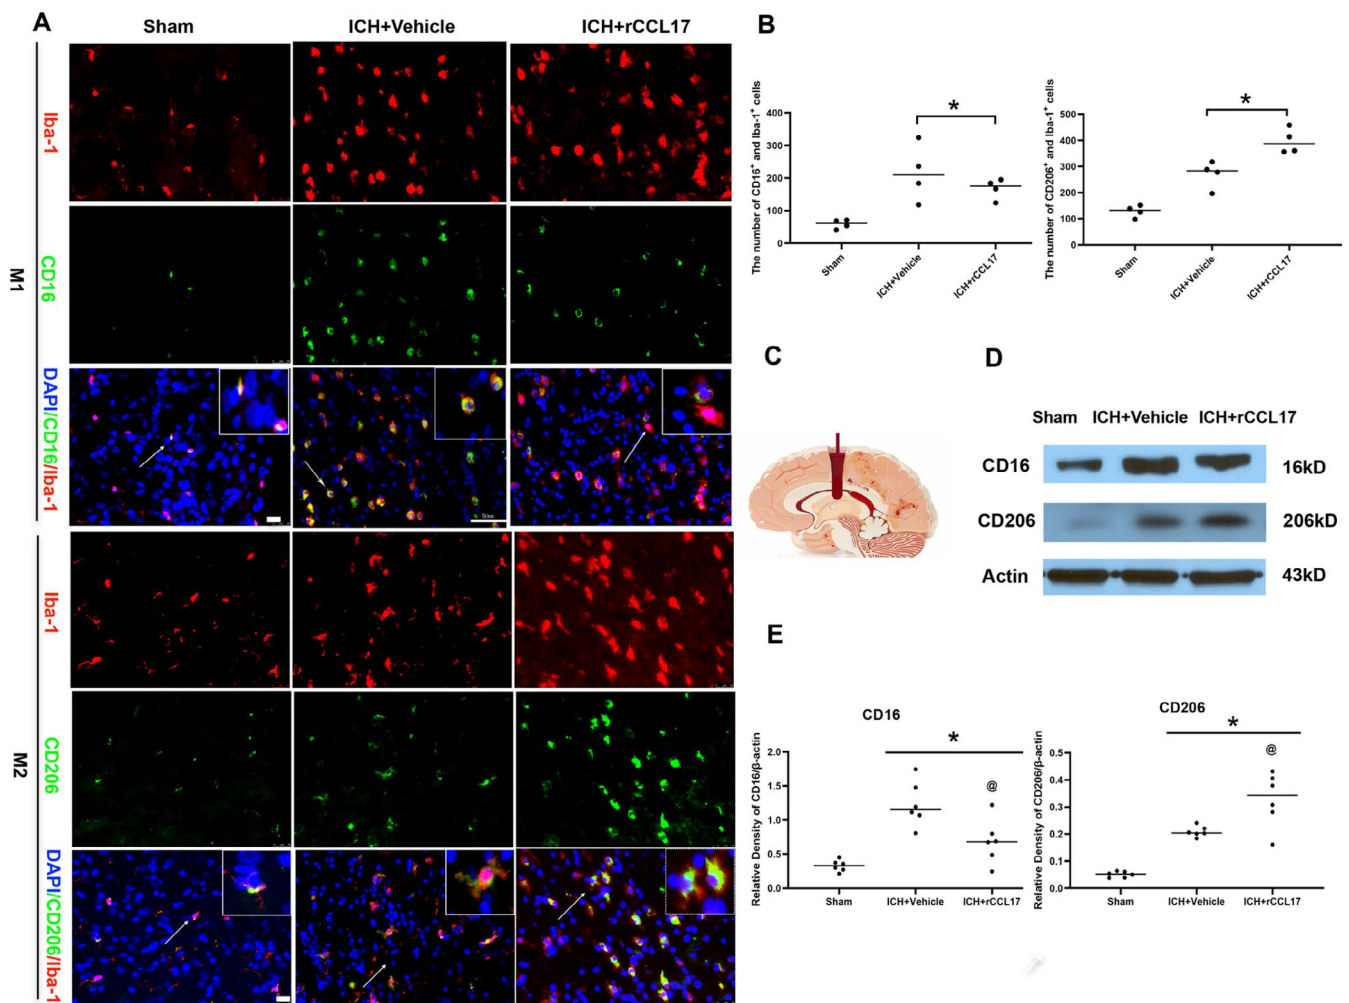 A
Sham
ICH+Vehicle
ICH+rCCL17
M1
Iba-1
CD16
DAPI/CD16/Iba-1
50um
M2
Iba-1
CD206
DAPI/CD206/Iba-1
B
The number of CD16⁺ and Iba-1⁺ cells
400
300
200
100
0
*
Sham
ICH+Vehicle
ICH+rCCL17
The number of CD206⁺ and Iba-1⁺ cells
500
400
300
200
100
0
*
Sham
ICH+Vehicle
ICH+rCCL17
C
D
Sham
ICH+Vehicle
ICH+rCCL17
CD16
16kD
CD206
206kD
Actin
43kD
E
CD16
Relative Density of CD16/β-actin
2.0
1.5
1.0
0.5
0.0
*
@
Sham
ICH+Vehicle
ICH+rCCL17
CD206
Relative Density of CD206/β-actin
0.5
0.4
0.3
0.2
0.1
0.0
*
@
Sham
ICH+Vehicle
ICH+rCCL17